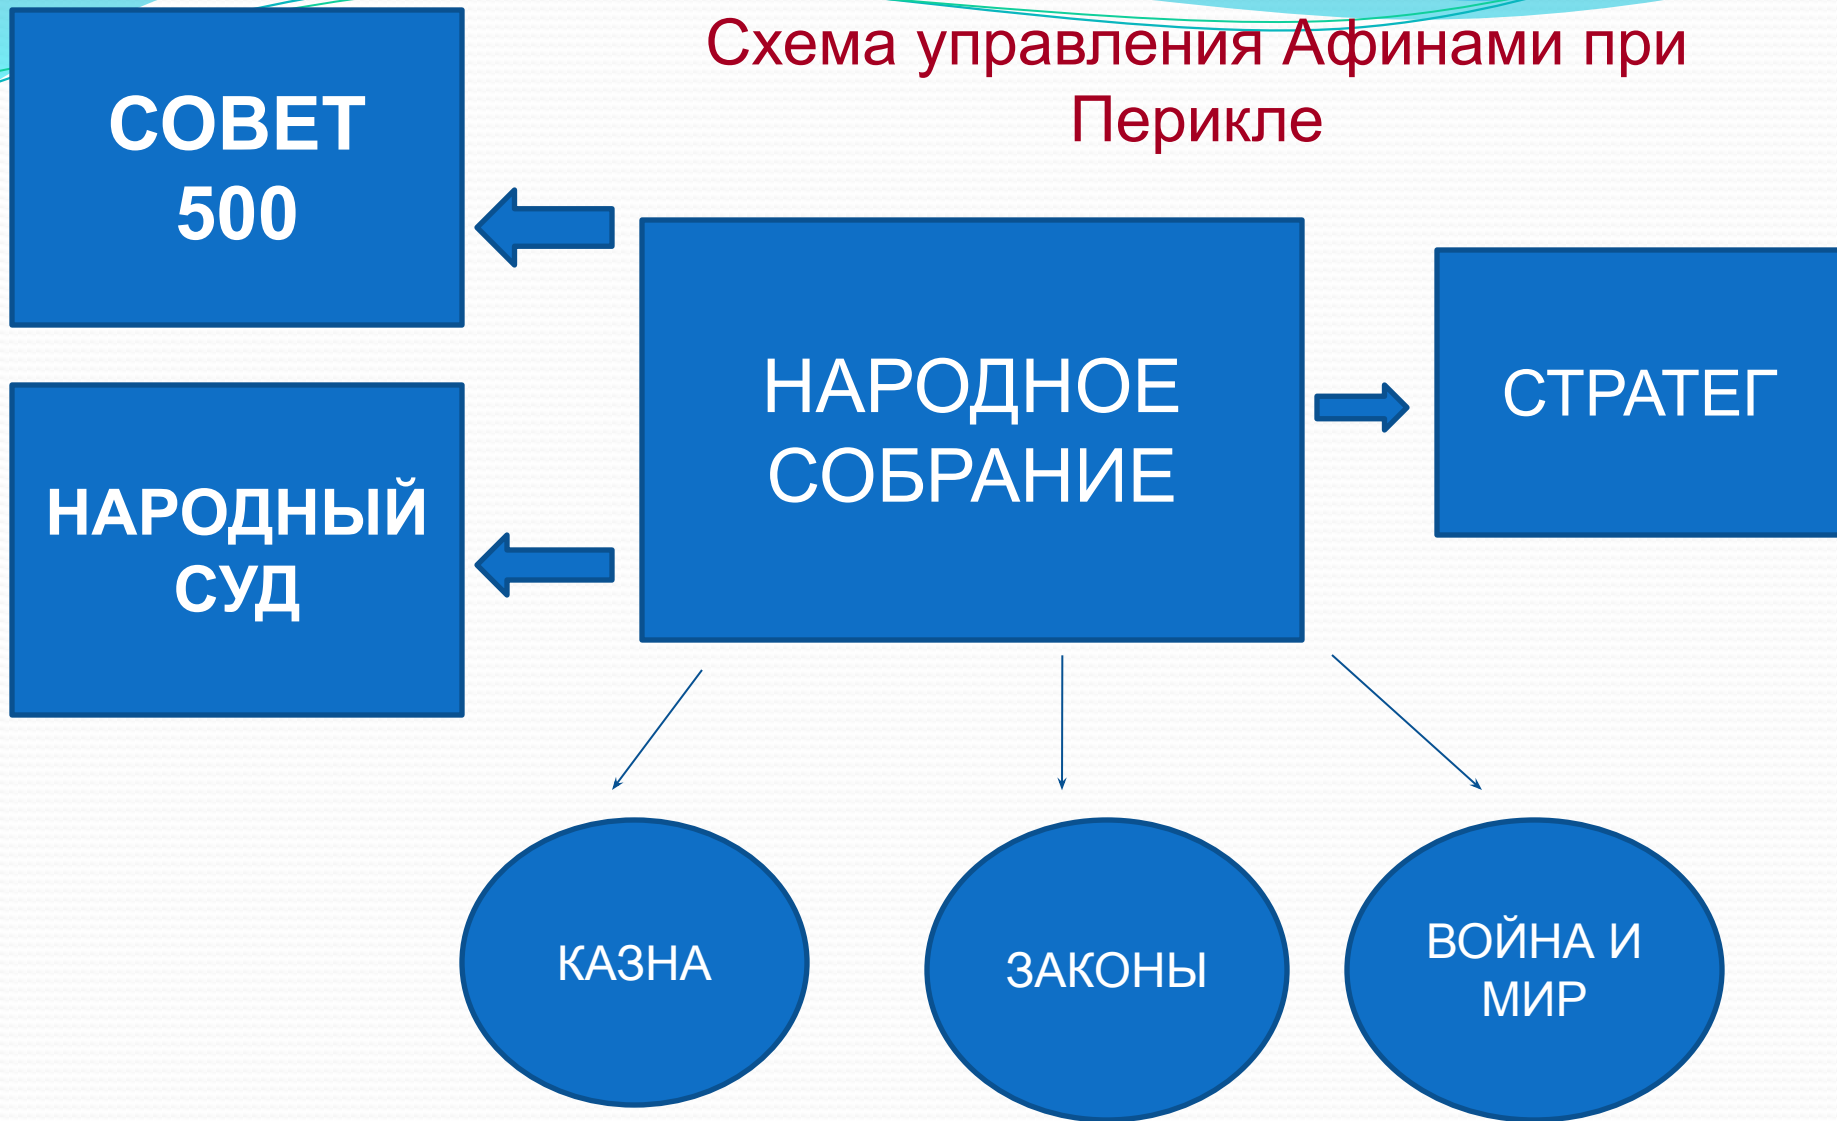 Схема управления Афинами при
Перикле
СОВЕТ
500
НАРОДНОЕ
СОБРАНИЕ
СТРАТЕГ
НАРОДНЫЙ
СУД
КАЗНА
ЗАКОНЫ
ВОЙНА И
МИР